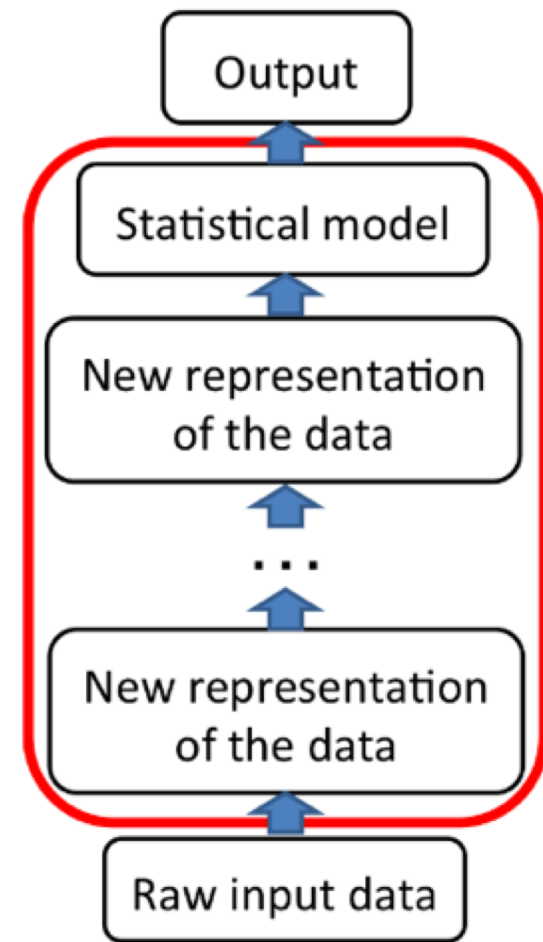 Output
Statistical model
New representation
of the data
...
New representation
of the data
Raw input data